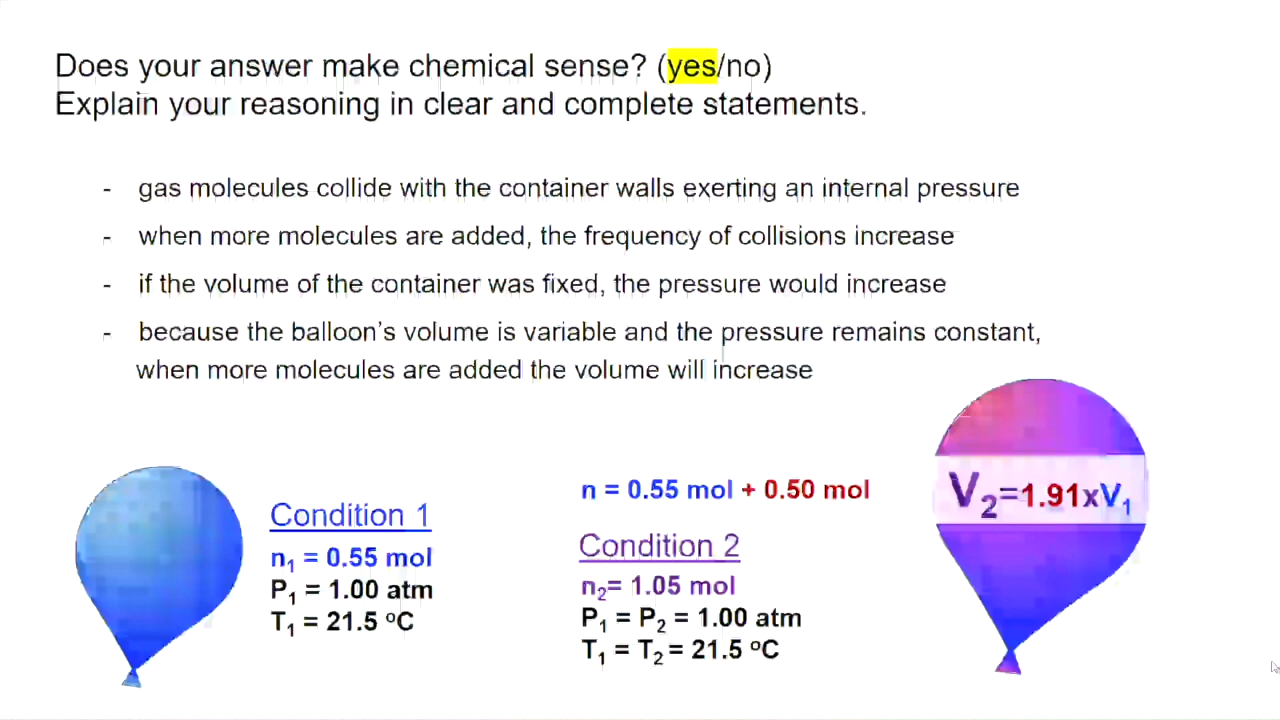 Does your answer make chemical sense? (yes/no)
Explain your reasoning in clear and complete statements.
- gas molecules collide with the container walls exerting an internal pressure
- when more molecules are added, the frequency of collisions increase
- if the volume of the container was fixed, the pressure would increase
- because the balloon's volume is variable and the pressure remains constant,
when more molecules are added the volume will increase
Condition 1
n₁ = 0.55 mol
P₁ = 1.00 atm
T₁ = 21.5 ºC
n = 0.55 mol + 0.50 mol
Condition 2
n₂= 1.05 mol
P₁ = P₂ = 1.00 atm
T₁ = T₂ = 21.5 ºC
V₂=1.91xV₁